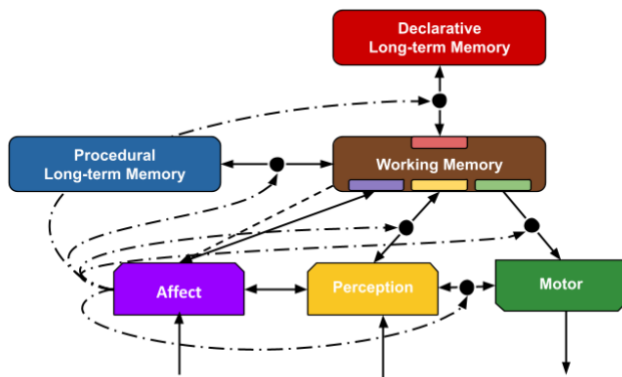 Declarative
Long-term Memory
Procedural
Long-term Memory
Working Memory
Affect
Perception
Motor